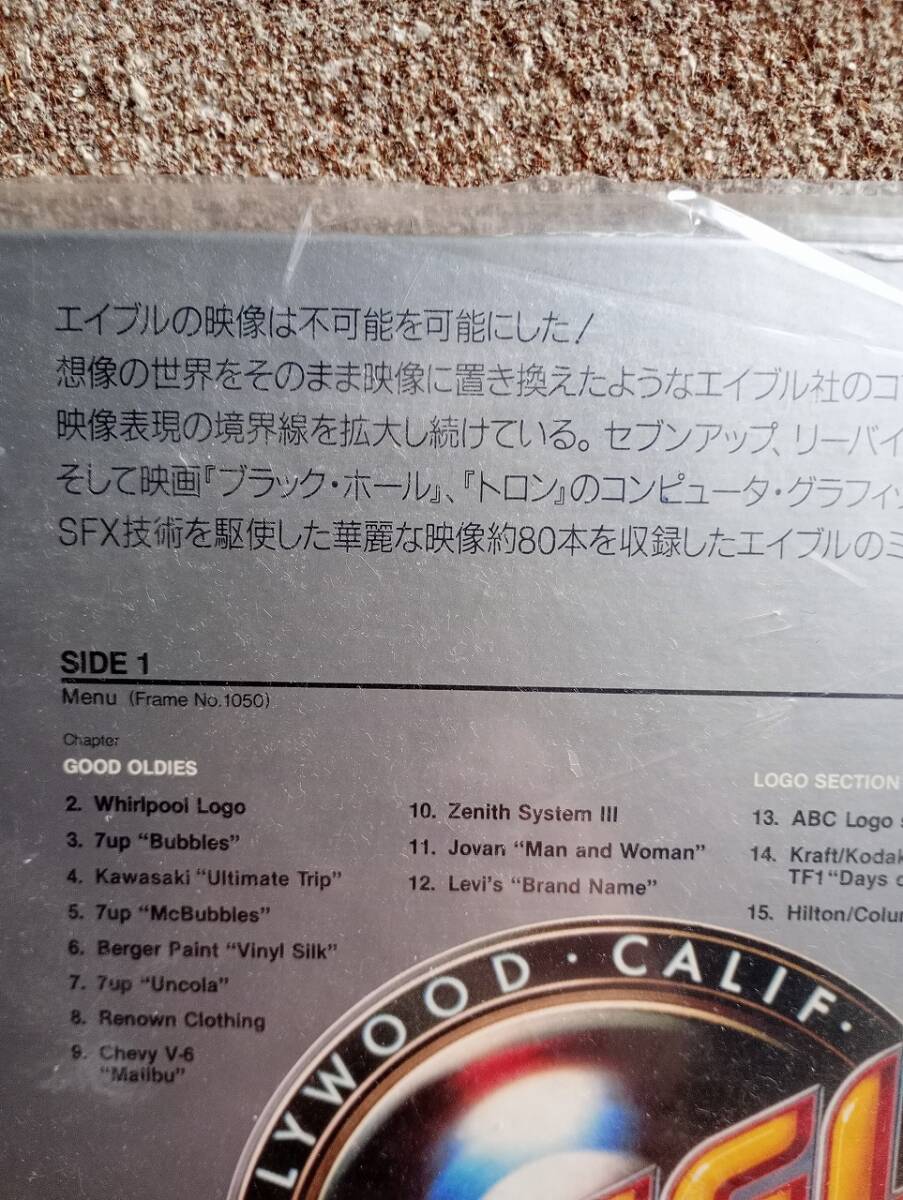 エイブルの映像は不可能を可能にした!
想像の世界をそのまま映像に置き換えたようなエイブル社のコ
映像表現の境界線を拡大し続けている。セブンアップ、リーバイ
そして映画『ブラック・ホール』、『トロン』のコンピュータ・グラフィッ
SFX技術を駆使した華麗な映像約80本を収録したエイブルのミ
SIDE 1
Menu (Frame No.1050)
Chapter
GOOD OLDIES
2. Whirlpool Logo
3. 7up "Bubbles"
4. Kawasaki "Ultimate Trip"
5. 7up "McBubbles"
6. Berger Paint "Vinyl Silk"
7. 7up "Uncola"
8. Renown Clothing
9. Chevy V-6
"Malibu"
10. Zenith System III
11. Jovan "Man and Woman"
12. Levi's "Brand Name"
LOGO SECTION
13. ABC Logo
14. Kraft/Kodak
TF1 "Days
15. Hilton/Colu
LYWOOD · CALIF ·